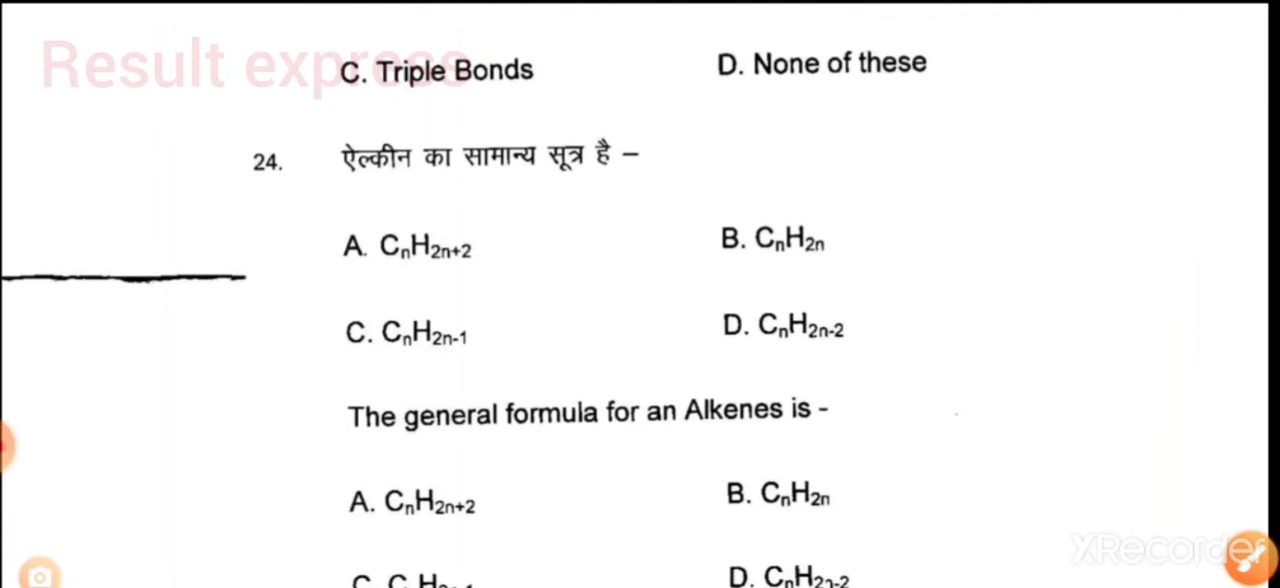 Result express
C. Triple Bonds D. None of these
24. ऐल्कीन का सामान्य सूत्र है –
A. CₙH₂ₙ₊₂ B. CₙH₂ₙ
C. CₙH₂ₙ₋₁ D. CₙH₂ₙ₋₂
The general formula for an Alkenes is -
A. CₙH₂ₙ₊₂ B. CₙH₂ₙ
D. CₙH₂ₙ₋₂
XRecorder